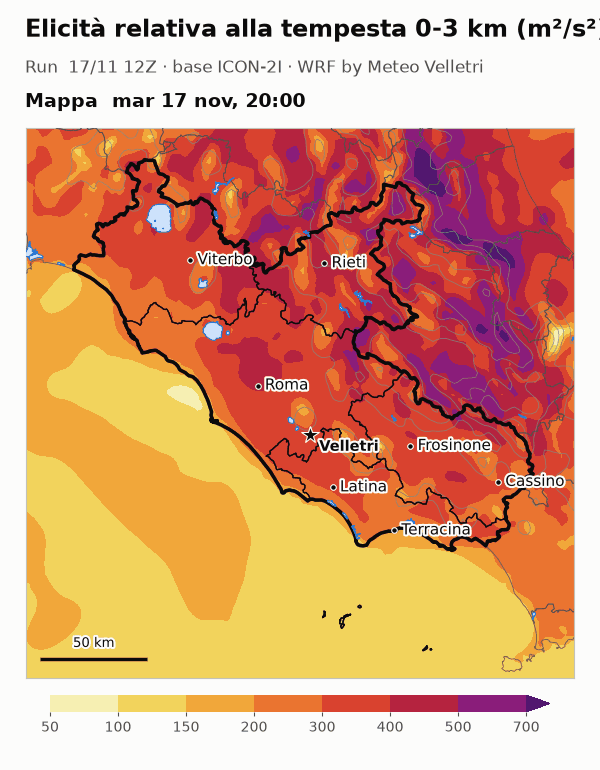 Elicità relativa alla tempesta 0-3 km (m²/s²)
Run 17/11 12Z · base ICON-2I · WRF by Meteo Velletri
Mappa mar 17 nov, 20:00
Viterbo
Rieti
Roma
Velletri
Frosinone
Cassino
Latina
Terracina
50 km
50 100 150 200 300 400 500 700